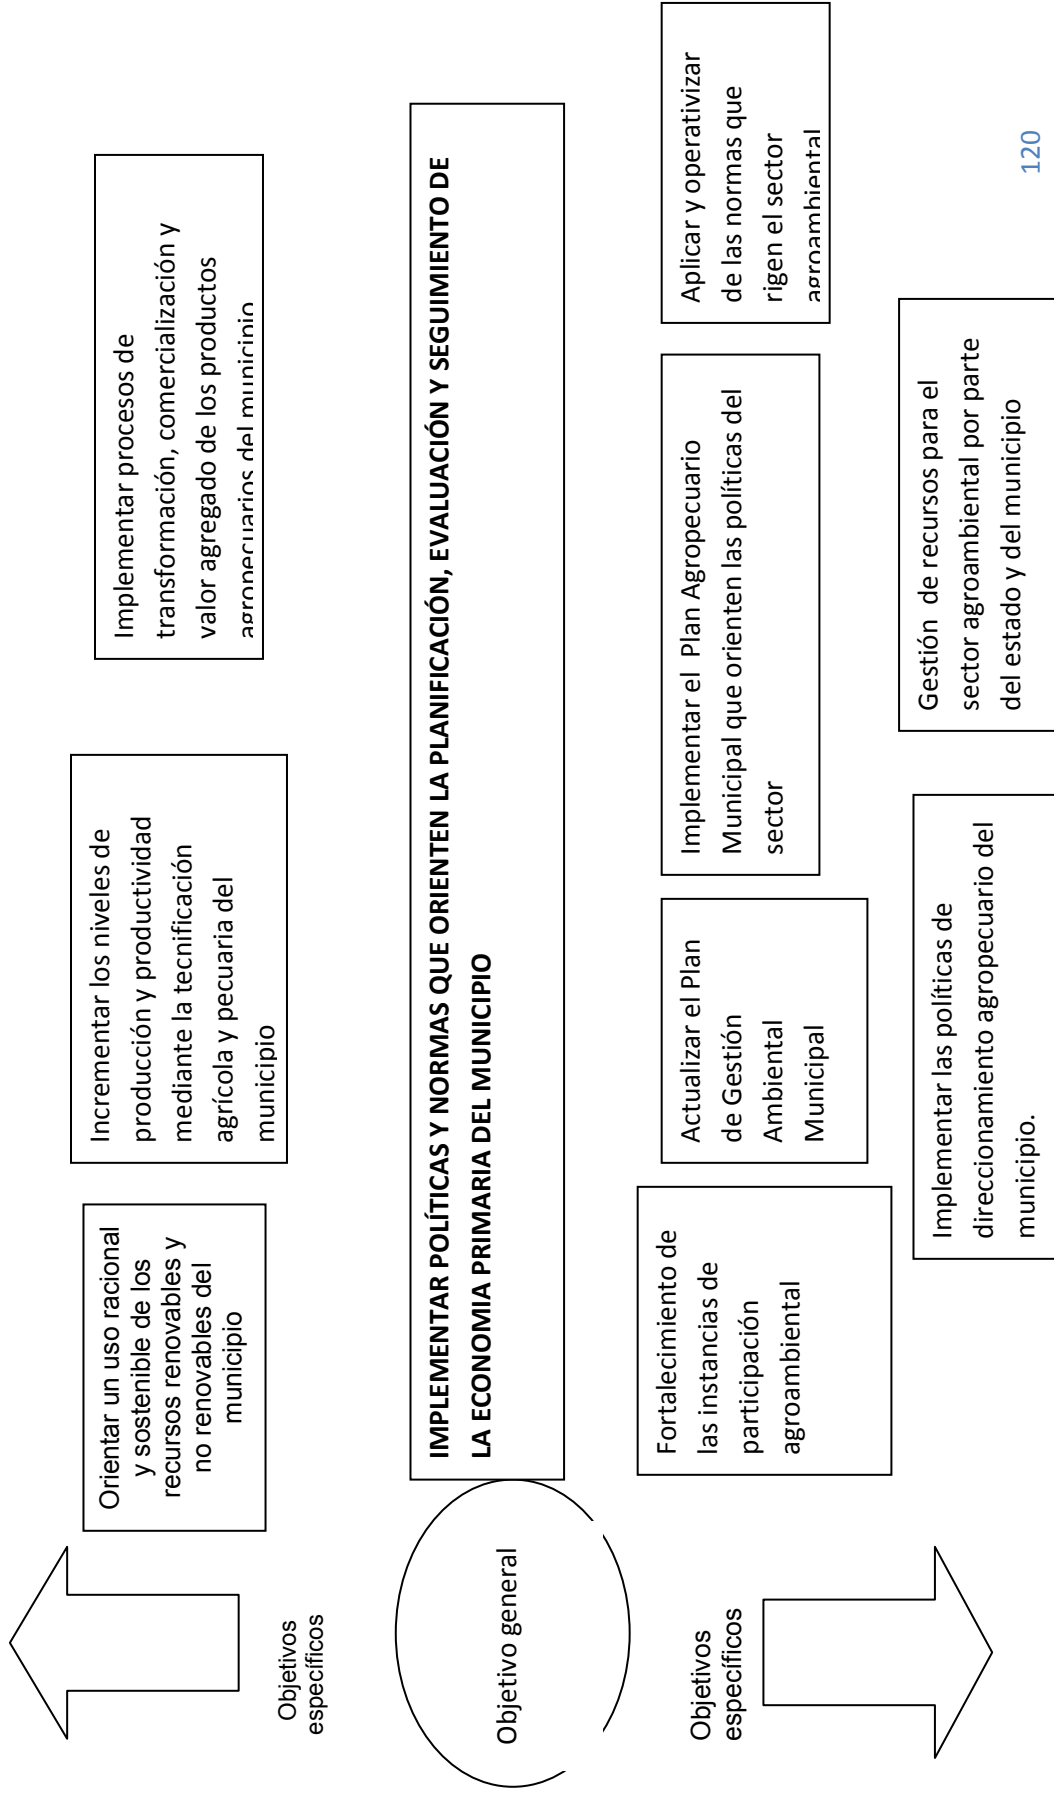 Orientar un uso racional
y sostenible de los
recursos renovables y
no renovables del
municipio
Incrementar los niveles de
producción y productividad
mediante la tecnificación
agrícola y pecuaria del
municipio
Implementar procesos de
transformación, comercialización y
valor agregado de los productos
agropecuarios del municipio
Objetivos
específicos
Objetivo general
IMPLEMENTAR POLÍTICAS Y NORMAS QUE ORIENTEN LA PLANIFICACIÓN, EVALUACIÓN Y SEGUIMIENTO DE
LA ECONOMIA PRIMARIA DEL MUNICIPIO
Objetivos
específicos
Fortalecimiento de
las instancias de
participación
agroambiental
Actualizar el Plan
de Gestión
Ambiental
Municipal
Implementar el  Plan Agropecuario
Municipal que orienten las políticas del
sector
Aplicar y operativizar
de las normas que
rigen el sector
agroambiental
Implementar las políticas de
direccionamiento agropecuario del
municipio.
Gestión  de recursos para el
sector agroambiental por parte
del estado y del municipio
120